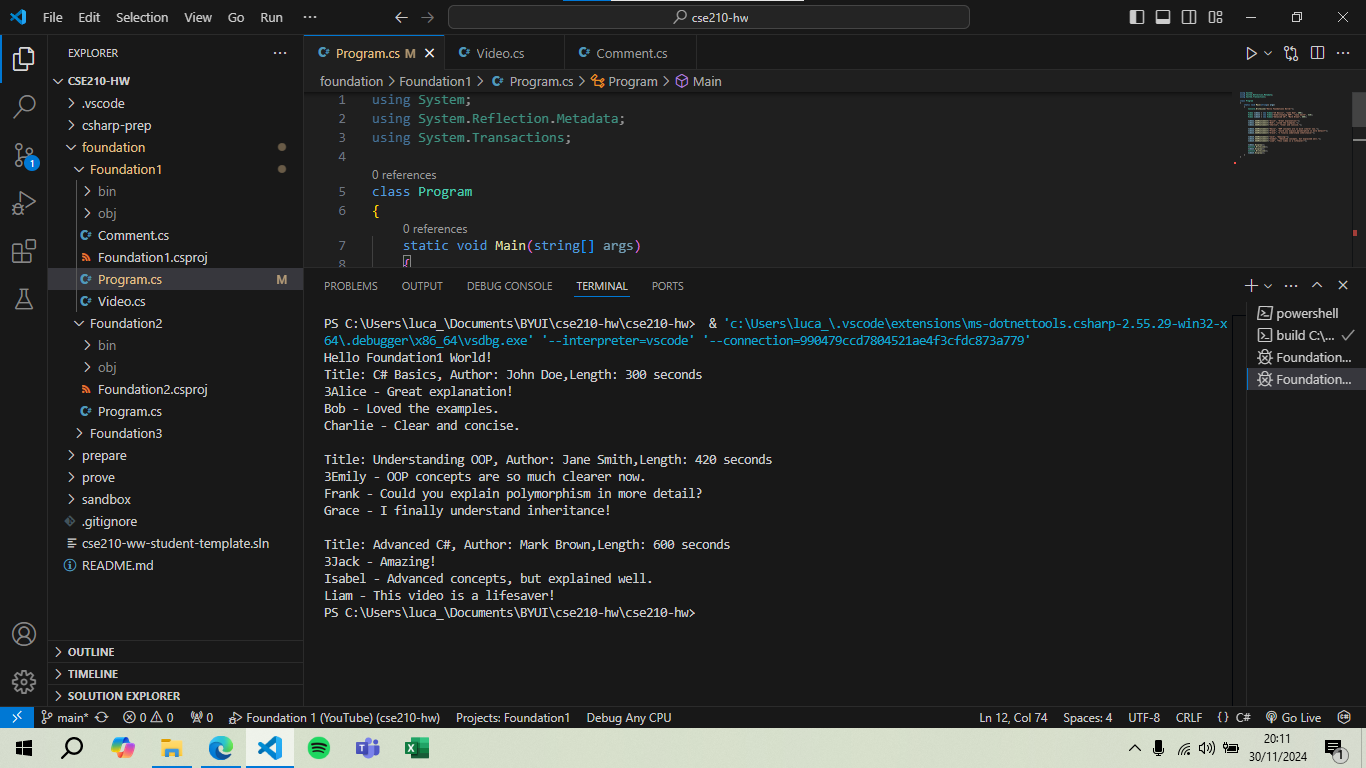 File Edit Selection View Go Run ···
cse210-hw
EXPLORER
CSE210-HW
.vscode
csharp-prep
foundation
Foundation1
bin
obj
Comment.cs
Foundation1.csproj
Program.cs M
Video.cs
Foundation2
bin
obj
Foundation2.csproj
Program.cs
Foundation3
prepare
prove
sandbox
.gitignore
cse210-ww-student-template.sln
README.md
OUTLINE
TIMELINE
SOLUTION EXPLORER
1
Program.cs M
Video.cs
Comment.cs
foundation > Foundation1 > Program.cs > Program > Main
1 using System;
2 using System.Reflection.Metadata;
3 using System.Transactions;
4
0 references
5 class Program
6 {
0 references
7 static void Main(string[] args)
8 {
PROBLEMS OUTPUT DEBUG CONSOLE TERMINAL PORTS
PS C:\Users\luca_\Documents\BYUI\cse210-hw\cse210-hw>  & 'c:\Users\luca_\.vscode\extensions\ms-dotnettools.csharp-2.55.29-win32-x
64\.debugger\x86_64\vsdbg.exe' '--interpreter=vscode' '--connection=990479ccd7804521ae4f3cfdc873a779'
Hello Foundation1 World!
Title: C# Basics, Author: John Doe,Length: 300 seconds
3Alice - Great explanation!
Bob - Loved the examples.
Charlie - Clear and concise.
Title: Understanding OOP, Author: Jane Smith,Length: 420 seconds
3Emily - OOP concepts are so much clearer now.
Frank - Could you explain polymorphism in more detail?
Grace - I finally understand inheritance!
Title: Advanced C#, Author: Mark Brown,Length: 600 seconds
3Jack - Amazing!
Isabel - Advanced concepts, but explained well.
Liam - This video is a lifesaver!
PS C:\Users\luca_\Documents\BYUI\cse210-hw\cse210-hw>
powershell
build C:\...
Foundation...
Foundation...
main* 0 0 0 Foundation 1 (YouTube) (cse210-hw) Projects: Foundation1 Debug Any CPU Ln 12, Col 74 Spaces: 4 UTF-8 CRLF {} C# Go Live
20:11
30/11/2024
1